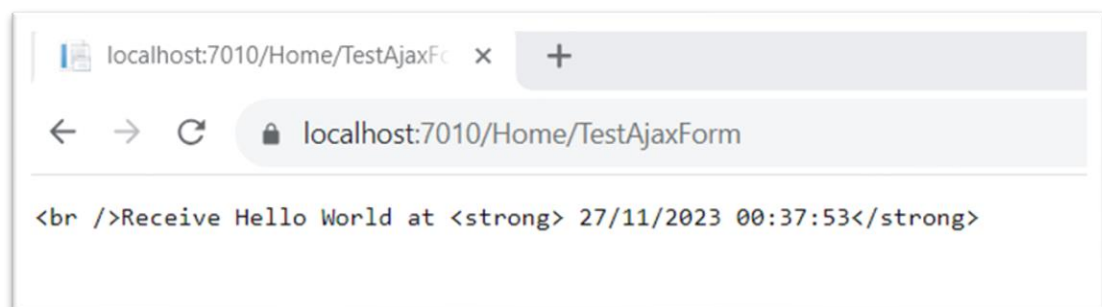 localhost:7010/Home/TestAjaxFo
localhost:7010/Home/TestAjaxForm
<br />Receive Hello World at <strong> 27/11/2023 00:37:53</strong>